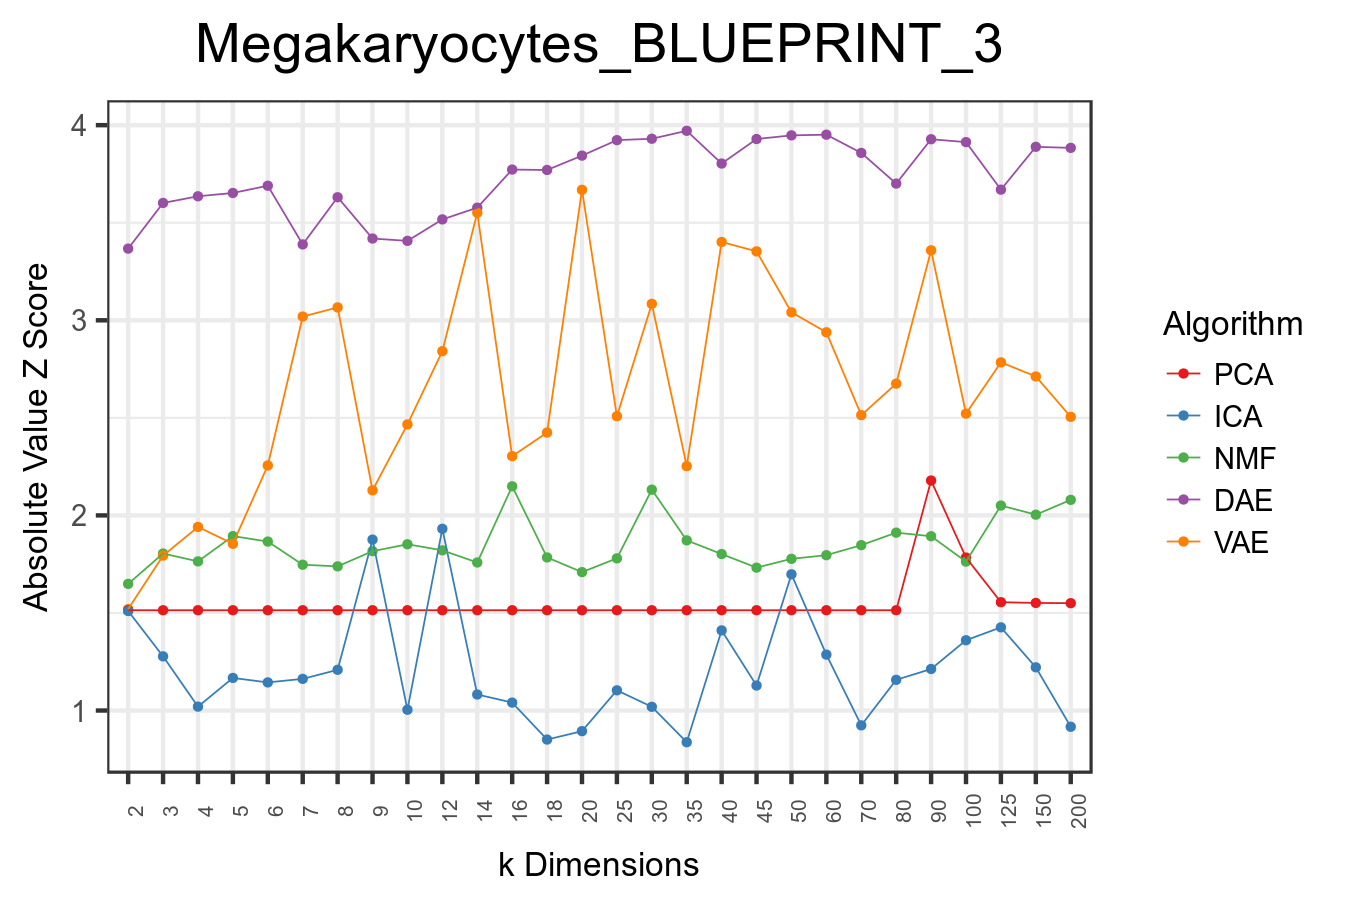 Megakaryocytes_BLUEPRINT_3
Absolute Value Z Score
4
3
2
1
2 3 4 5 6 7 8 9 10 12 14 16 18 20 25 30 35 40 45 50 60 70 80 90 100 125 150 200
k Dimensions
Algorithm
PCA
ICA
NMF
DAE
VAE